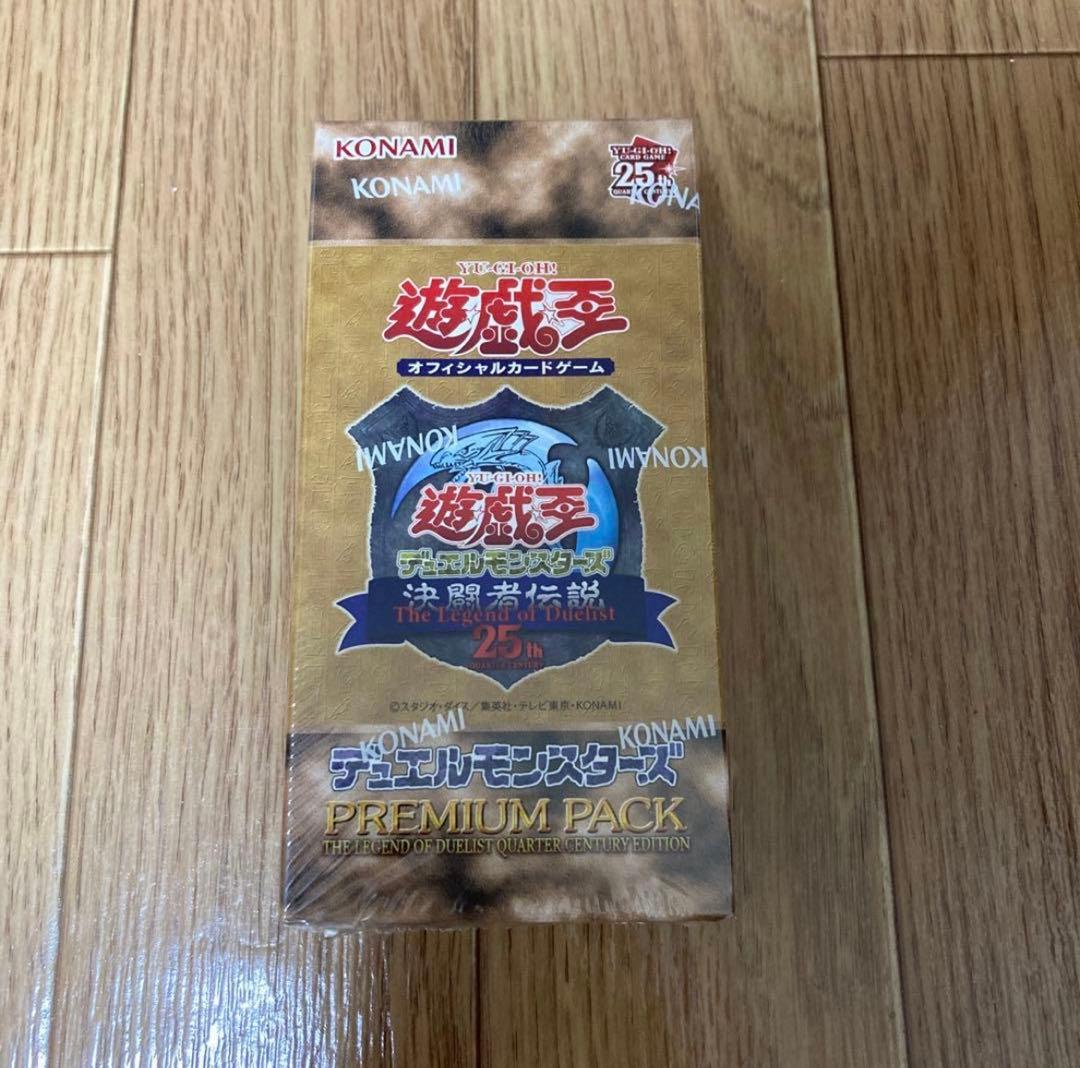 KONAMI
KONAMI
YU-GI-OH!
CARD GAME
25th
QUARTER CENTURY
KONA
YU-GI-OH!
遊戯王
オフィシャルカードゲーム
KONAMI
KONAMI
YU-GI-OH!
遊戯王
デュエルモンスターズ
決闘者伝説
The Legend of Duelist
25th
QUARTER CENTURY
©スタジオ・ダイス/集英社・テレビ東京・KONAMI
KONAMI
KONAMI
デュエルモンスターズ
PREMIUM PACK
THE LEGEND OF DUELIST QUARTER CENTURY EDITION